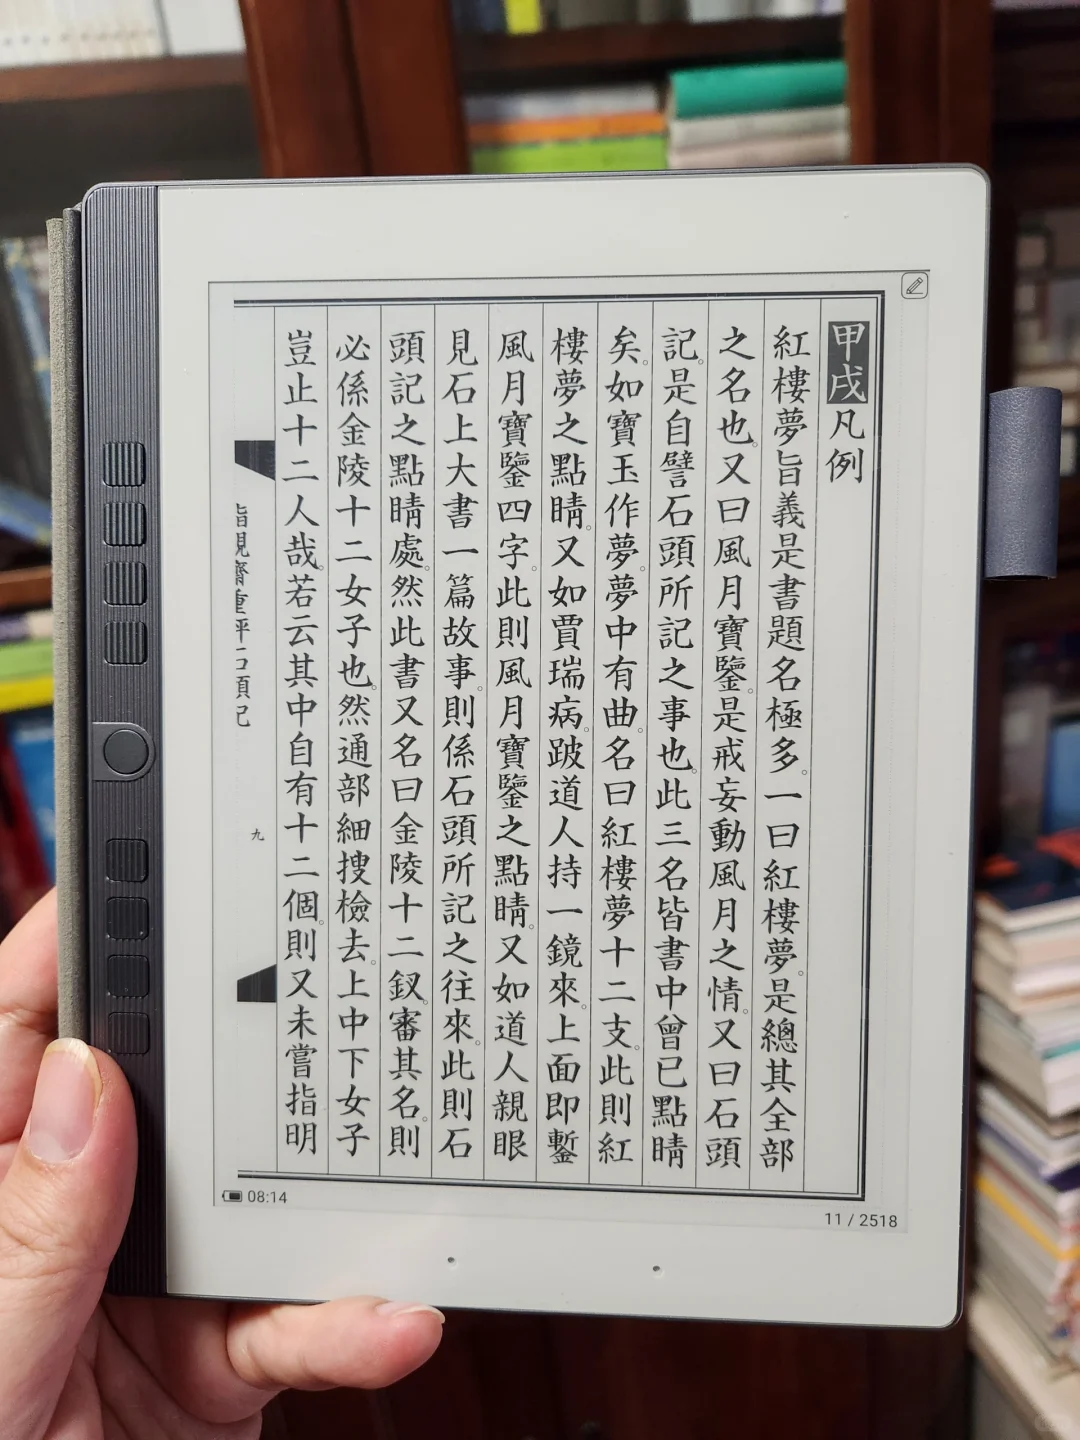 甲戌凡例
紅樓夢旨義是書題名極多。一曰紅樓夢。是總其全部
之名也。又曰風月寶鑒。是戒妄動風月之情。又曰石頭
記。是自譬石頭所記之事也。此三名皆書中曾已點睛
矣。如寶玉作夢。夢中有曲。名曰紅樓夢十二支。此則紅
樓夢之點睛。又如賈瑞病。跛道人持一鏡來。上面即鏨
風月寶鑒四字。此則風月寶鑒之點睛。又如道人親眼
見石上大書一篇故事。則係石頭所記之往來。此則石
頭記之點睛處。然此書又名曰金陵十二釵。審其名。則
必係金陵十二女子也。然通部細搜檢去。上中下女子
豈止十二人哉。若云其中自有十二個。則又未嘗指明
脂硯齋重評石頭記
九
08:14
11 / 2518